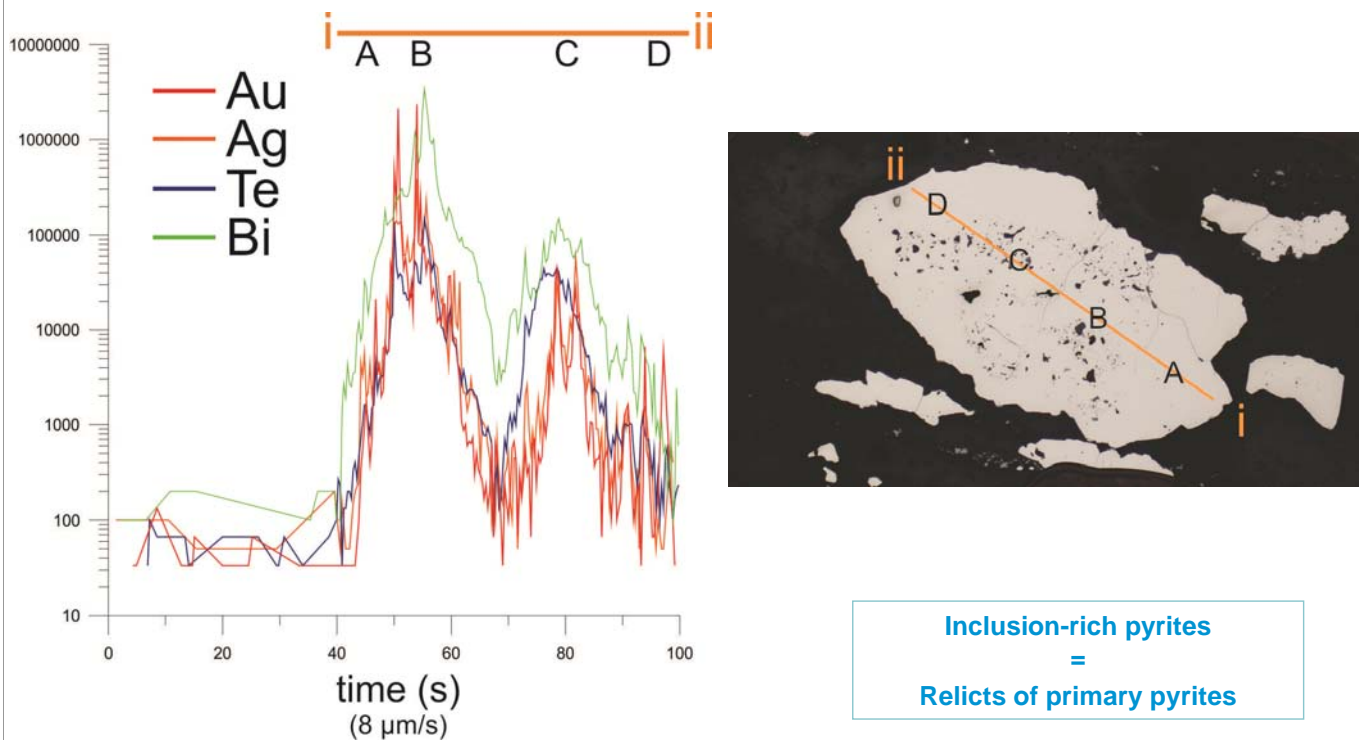 i ii
A B C D
10000000
1000000
100000
10000
1000
100
10
Au
Ag
Te
Bi
0 20 40 60 80 100
time (s)
(8 µm/s)
ii
D
C
B
A
i
Inclusion-rich pyrites
=
Relicts of primary pyrites